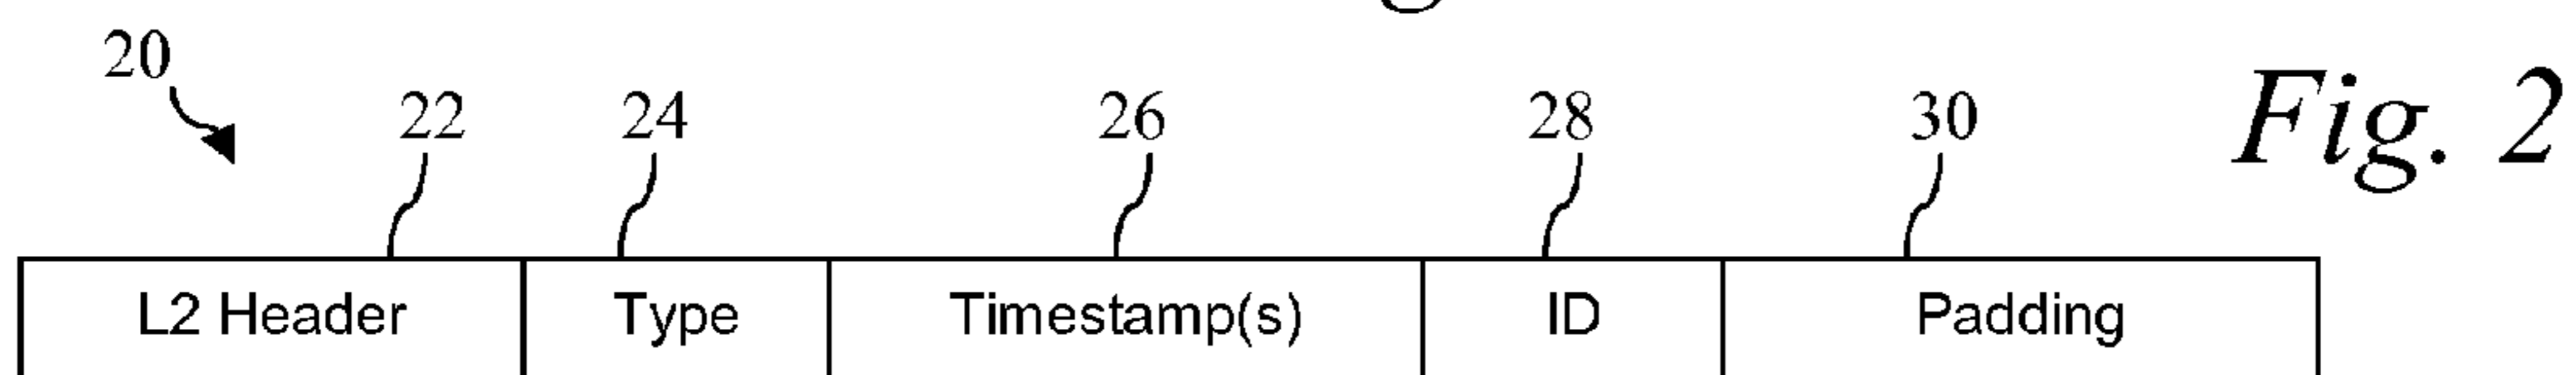 20
22 24 26 28 30 Fig. 2
L2 Header Type Timestamp(s) ID Padding